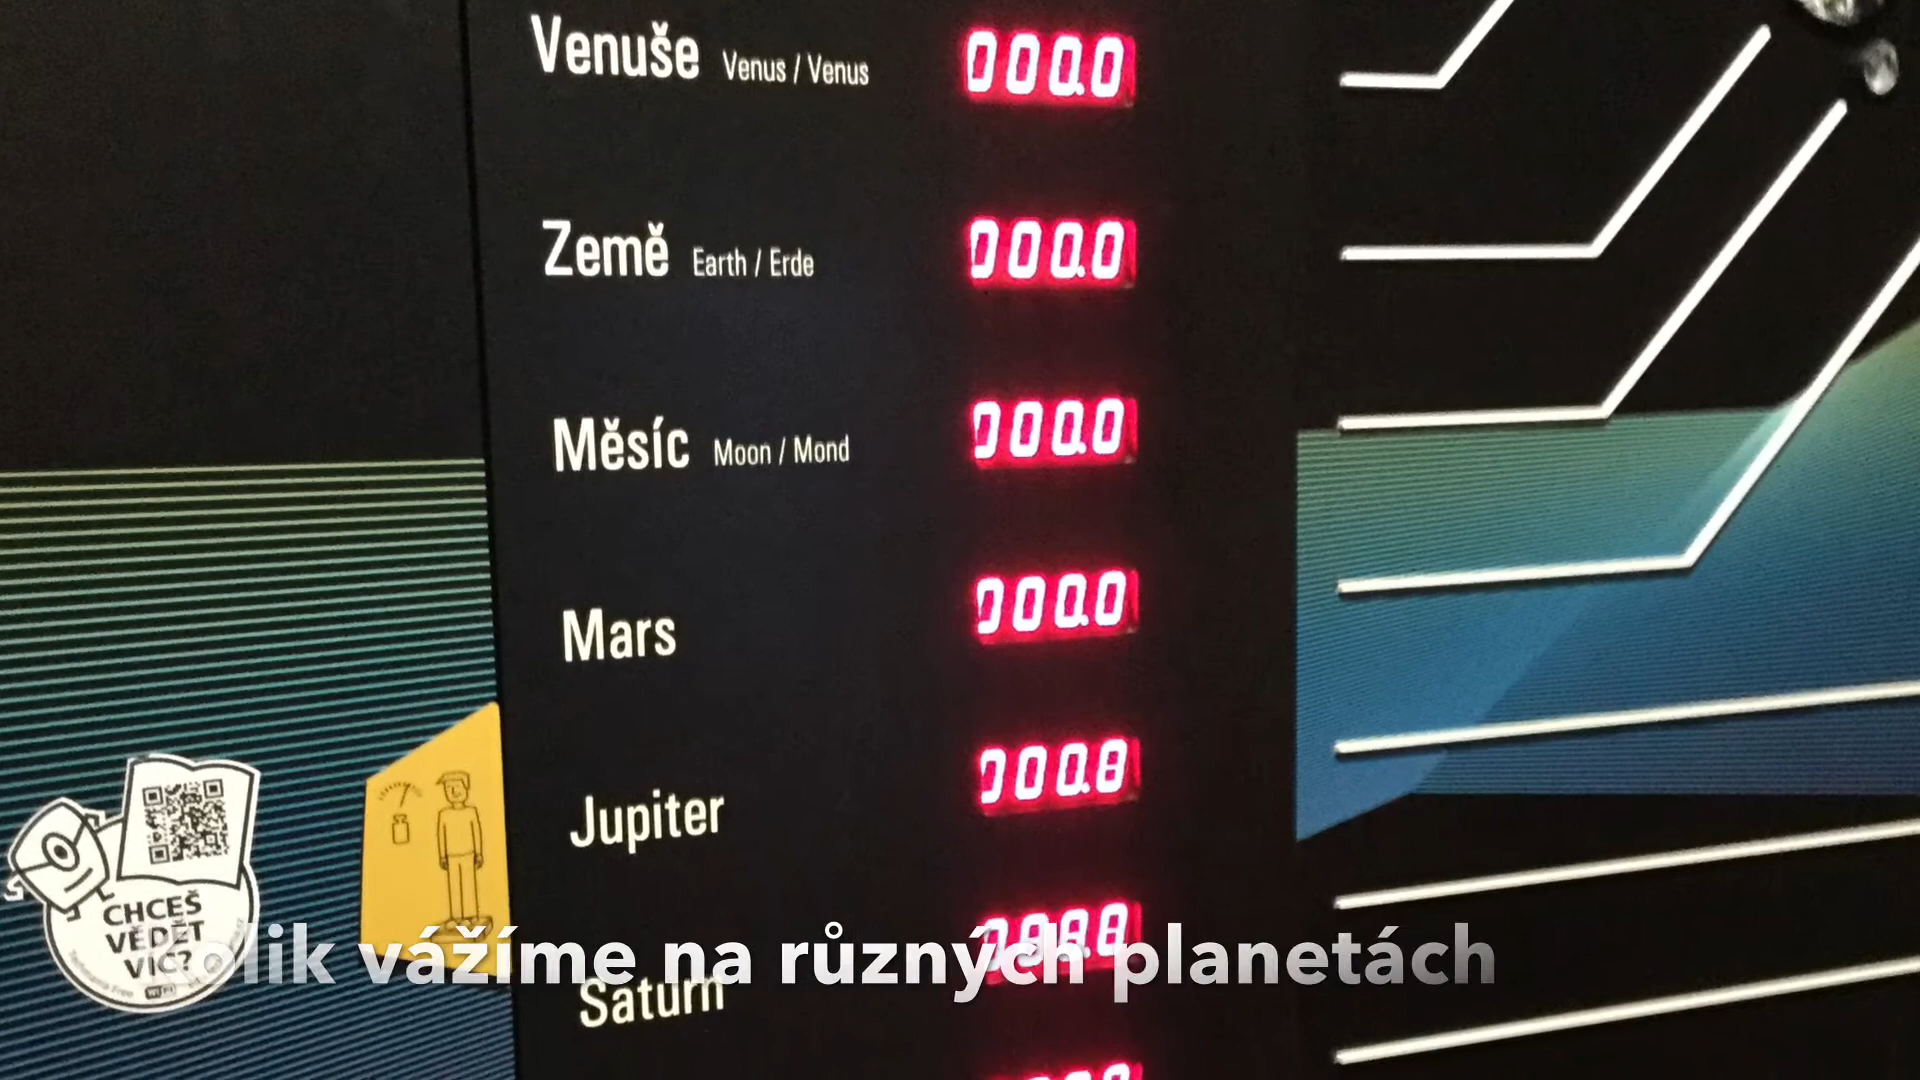 Venuše Venus / Venus 000.0
Země Earth / Erde 000.0
Měsíc Moon / Mond 000.0
Mars 000.0
Jupiter 000.8
Saturn
CHCEŠ
VĚDĚT
VÍC?
olik vážíme na různých planetách